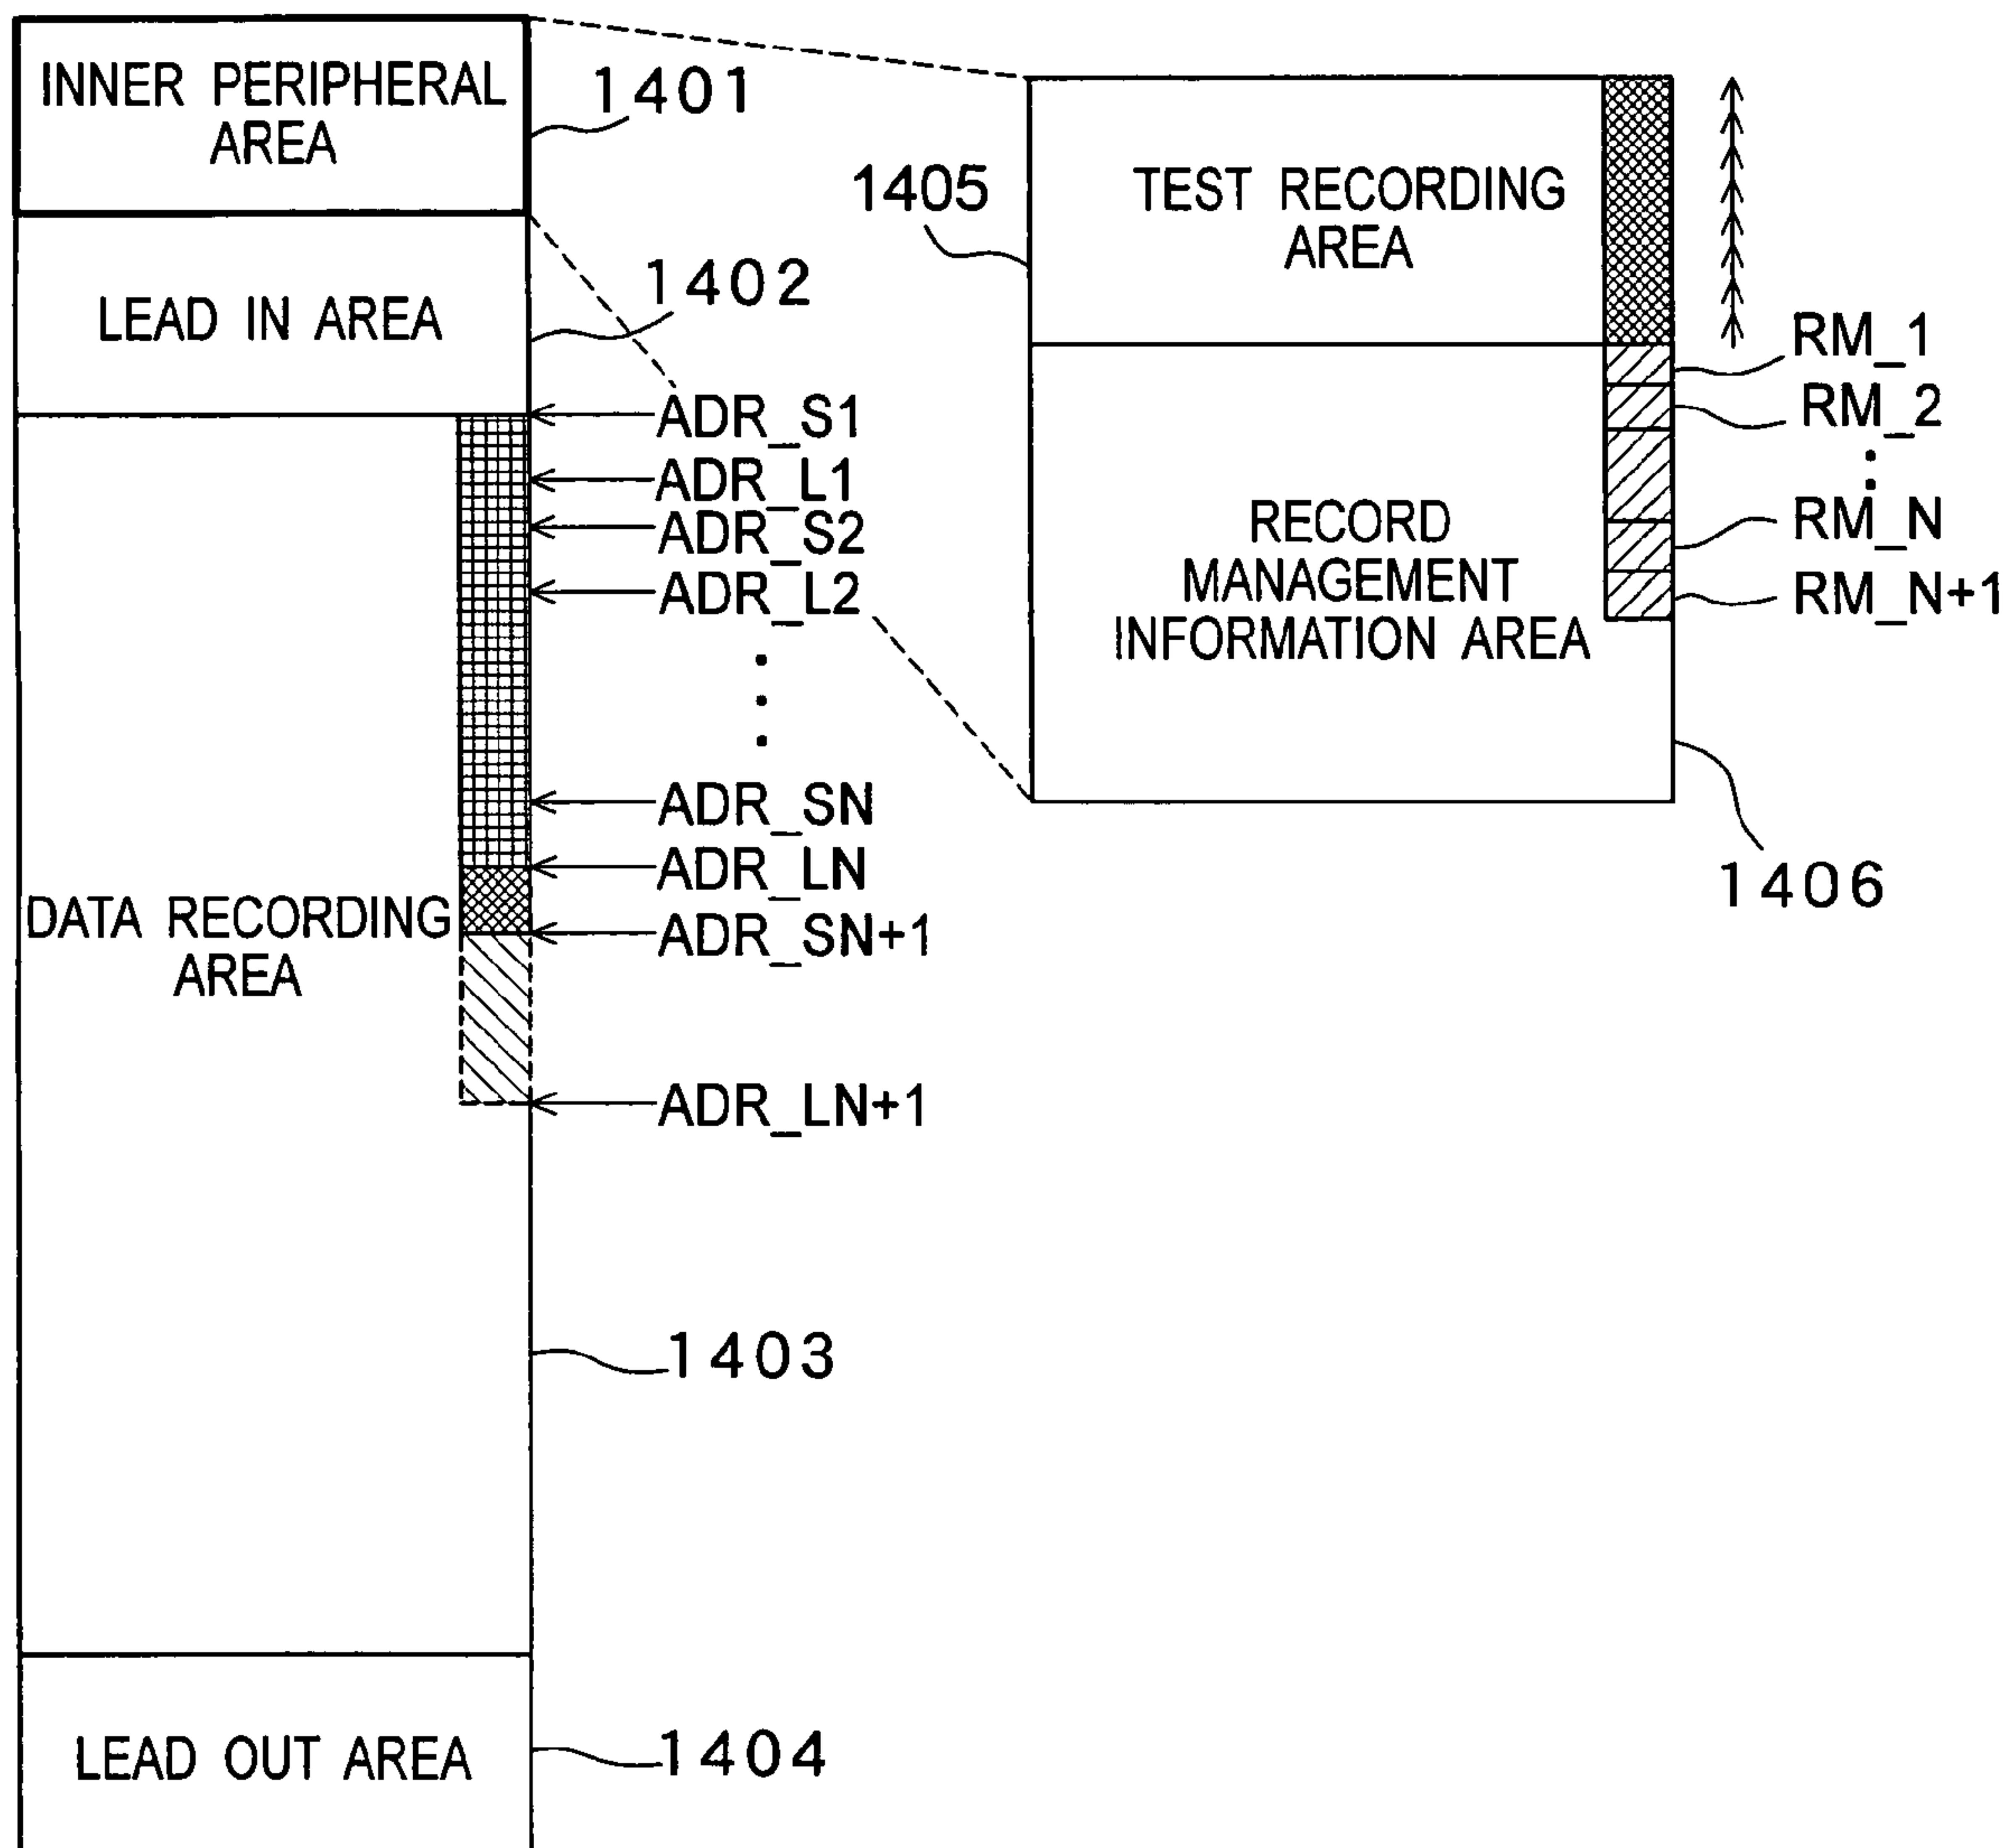 INNER PERIPHERAL
AREA
1401
LEAD IN AREA
1402
ADR_S1
ADR_L1
ADR_S2
ADR_L2
ADR_SN
ADR_LN
ADR_SN+1
ADR_LN+1
DATA RECORDING
AREA
1403
LEAD OUT AREA
1404
1405
TEST RECORDING
AREA
RECORD
MANAGEMENT
INFORMATION AREA
RM_1
RM_2
RM_N
RM_N+1
1406